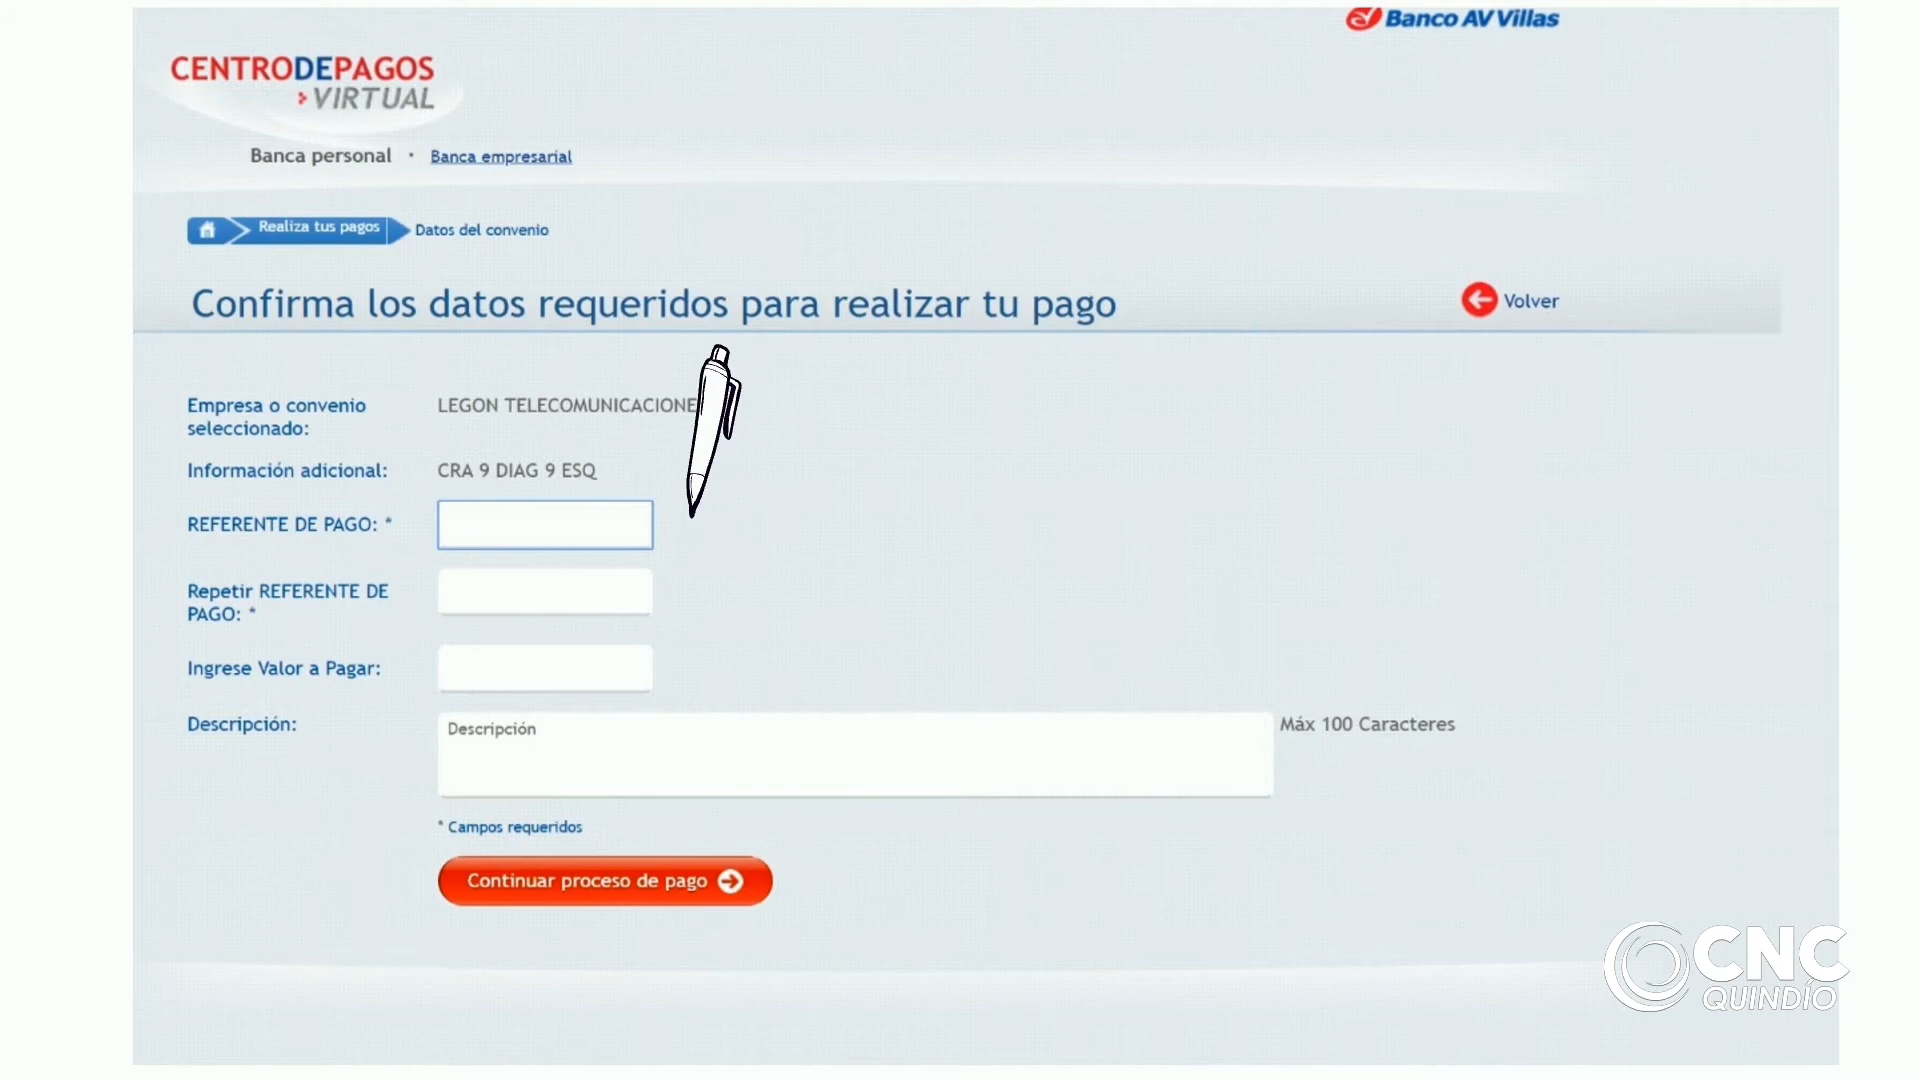 Banco AV Villas
CENTRODEPAGOS
VIRTUAL
Banca personal · Banca empresarial
Realiza tus pagos Datos del convenio
Confirma los datos requeridos para realizar tu pago
Volver
Empresa o convenio
seleccionado:
LEGON TELECOMUNICACIONE
Información adicional:
CRA 9 DIAG 9 ESQ
REFERENTE DE PAGO: *
Repetir REFERENTE DE
PAGO: *
Ingrese Valor a Pagar:
Descripción:
Descripción
Máx 100 Caracteres
* Campos requeridos
Continuar proceso de pago
CNC
QUINDÍO